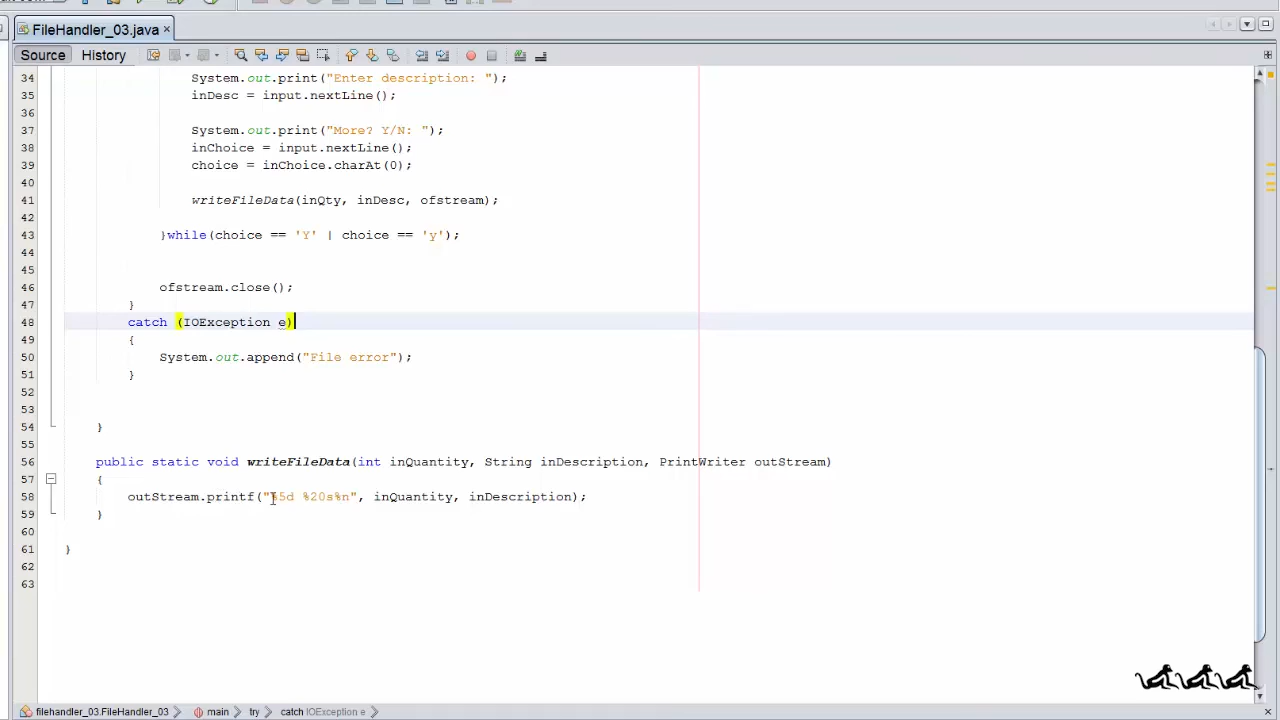 FileHandler_03.java ×
Source History
34 System.out.print("Enter description: ");
35 inDesc = input.nextLine();
36
37 System.out.print("More? Y/N: ");
38 inChoice = input.nextLine();
39 choice = inChoice.charAt(0);
40
41 writeFileData(inQty, inDesc, ofstream);
42
43 }while(choice == 'Y' | choice == 'y');
44
45
46 ofstream.close();
47 }
48 catch (IOException e)
49 {
50 System.out.append("File error");
51 }
52
53
54 }
55
56 public static void writeFileData(int inQuantity, String inDescription, PrintWriter outStream)
57 {
58 outStream.printf("%5d %20s%n", inQuantity, inDescription);
59 }
60
61 }
62
63
filehandler_03.FileHandler_03 main try catch IOException e